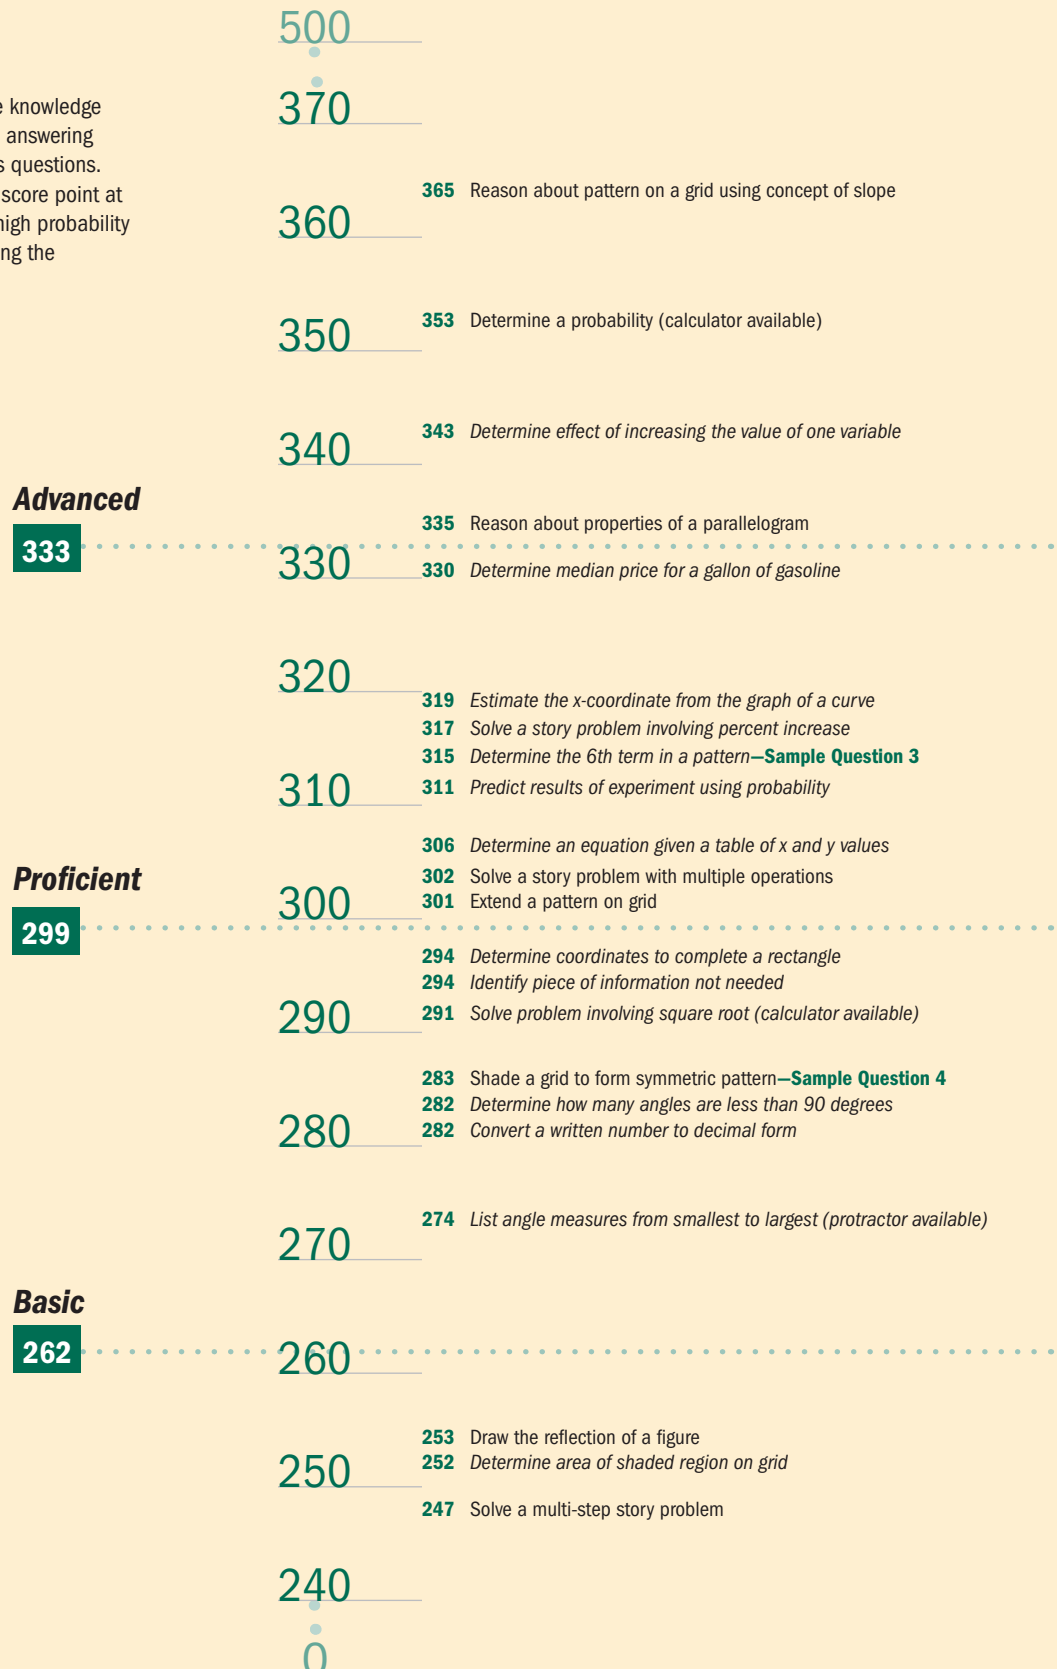 500
knowledge
370
answering
questions.
score point at
365 Reason about pattern on a grid using concept of slope
high probability
360
the
353 Determine a probability (calculator available)
350
343 Determine effect of increasing the value of one variable
340
Advanced
335 Reason about properties of a parallelogram
333
330
330 Determine median price for a gallon of gasoline
320
319 Estimate the x-coordinate from the graph of a curve
317 Solve a story problem involving percent increase
315 Determine the 6th term in a pattern—Sample Question 3
311 Predict results of experiment using probability
310
306 Determine an equation given a table of x and y values
Proficient
302 Solve a story problem with multiple operations
301 Extend a pattern on grid
300
299
294 Determine coordinates to complete a rectangle
294 Identify piece of information not needed
291 Solve problem involving square root (calculator available)
290
283 Shade a grid to form symmetric pattern—Sample Question 4
282 Determine how many angles are less than 90 degrees
282 Convert a written number to decimal form
280
274 List angle measures from smallest to largest (protractor available)
270
Basic
262
260
253 Draw the reflection of a figure
252 Determine area of shaded region on grid
250
247 Solve a multi-step story problem
240
0